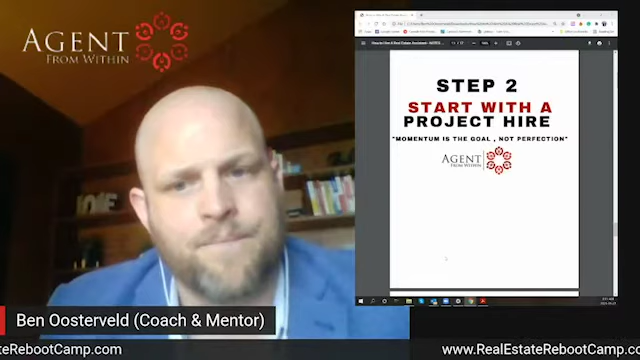 AGENT
FROM WITHIN
STEP 2
START WITH A
PROJECT HIRE
"MOMENTUM IS THE GOAL , NOT PERFECTION"
AGENT
FROM WITHIN
Ben Oosterveld (Coach & Mentor)
ateRebootCamp.com
www.RealEstateRebootCamp.co